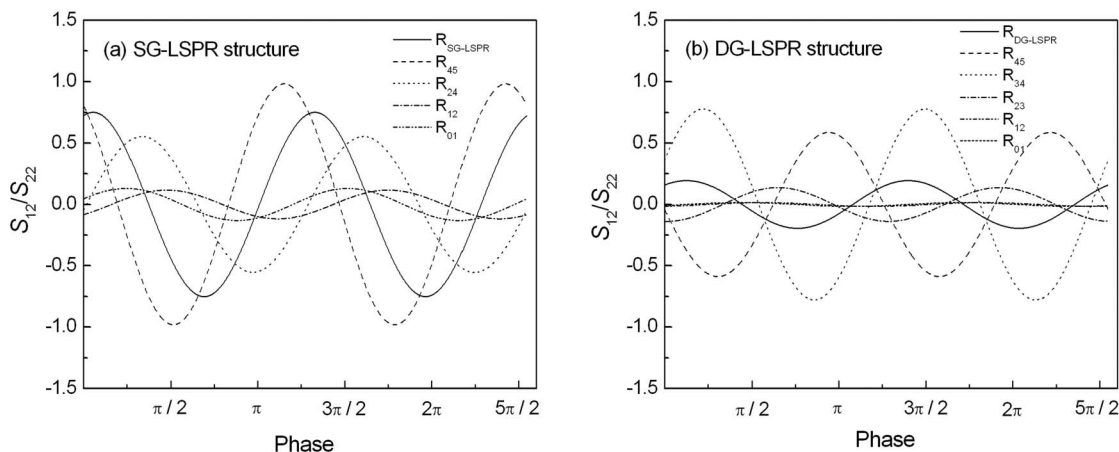 (a) SG-LSPR structure
R_SG-LSPR
R_45
R_24
R_12
R_01
1.5
1.0
0.5
0.0
-0.5
-1.0
-1.5
S_12/S_22
π/2
π
3π/2
2π
5π/2
Phase
(b) DG-LSPR structure
R_DG-LSPR
R_45
R_34
R_23
R_12
R_01
1.5
1.0
0.5
0.0
-0.5
-1.0
-1.5
S_12/S_22
π/2
π
3π/2
2π
5π/2
Phase